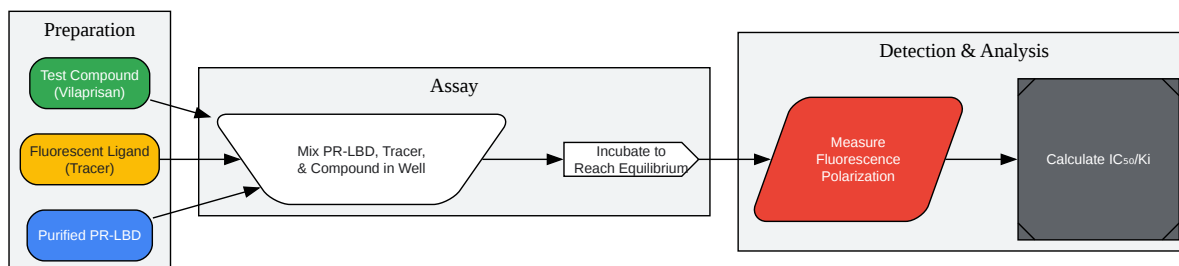 Preparation
Test Compound
(Vilaprisan)
Fluorescent Ligand
(Tracer)
Purified PR-LBD
Assay
Mix PR-LBD, Tracer,
& Compound in Well
Incubate to
Reach Equilibrium
Detection & Analysis
Measure
Fluorescence
Polarization
Calculate IC₅₀/Ki